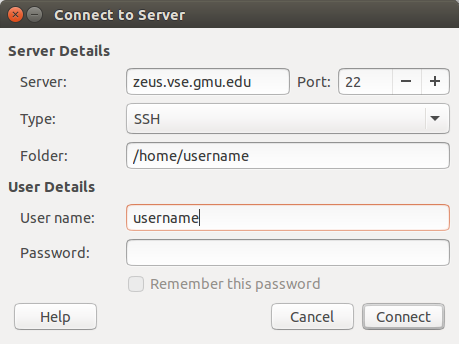 Connect to Server
Server Details
Server: zeus.vse.gmu.edu Port: 22
Type: SSH
Folder: /home/username
User Details
User name: username
Password:
Remember this password
Help Cancel Connect